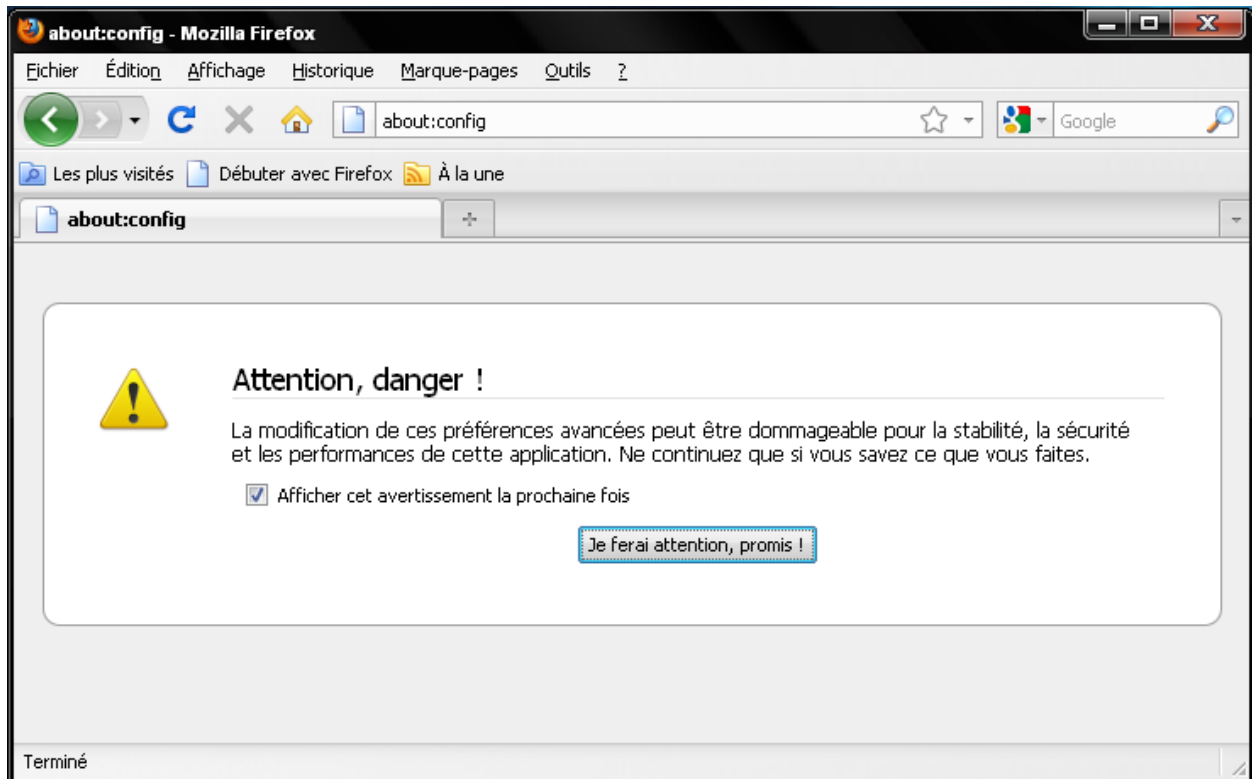 about:config - Mozilla Firefox
Fichier Édition Affichage Historique Marque-pages Outils ?
about:config Google
Les plus visités Débuter avec Firefox À la une
about:config
Attention, danger !
La modification de ces préférences avancées peut être dommageable pour la stabilité, la sécurité
et les performances de cette application. Ne continuez que si vous savez ce que vous faites.
Afficher cet avertissement la prochaine fois
Je ferai attention, promis !
Terminé